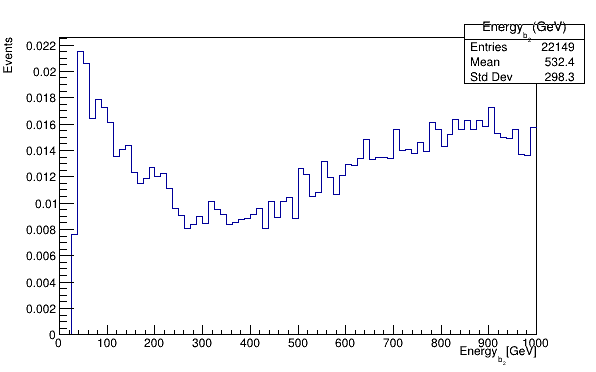 Energy_b_2(GeV)
Entries 22149
Mean 532.4
Std Dev 298.3
Events
0.022
0.02
0.018
0.016
0.014
0.012
0.01
0.008
0.006
0.004
0.002
0
0 100 200 300 400 500 600 700 800 900 1000
Energy_b_2[GeV]